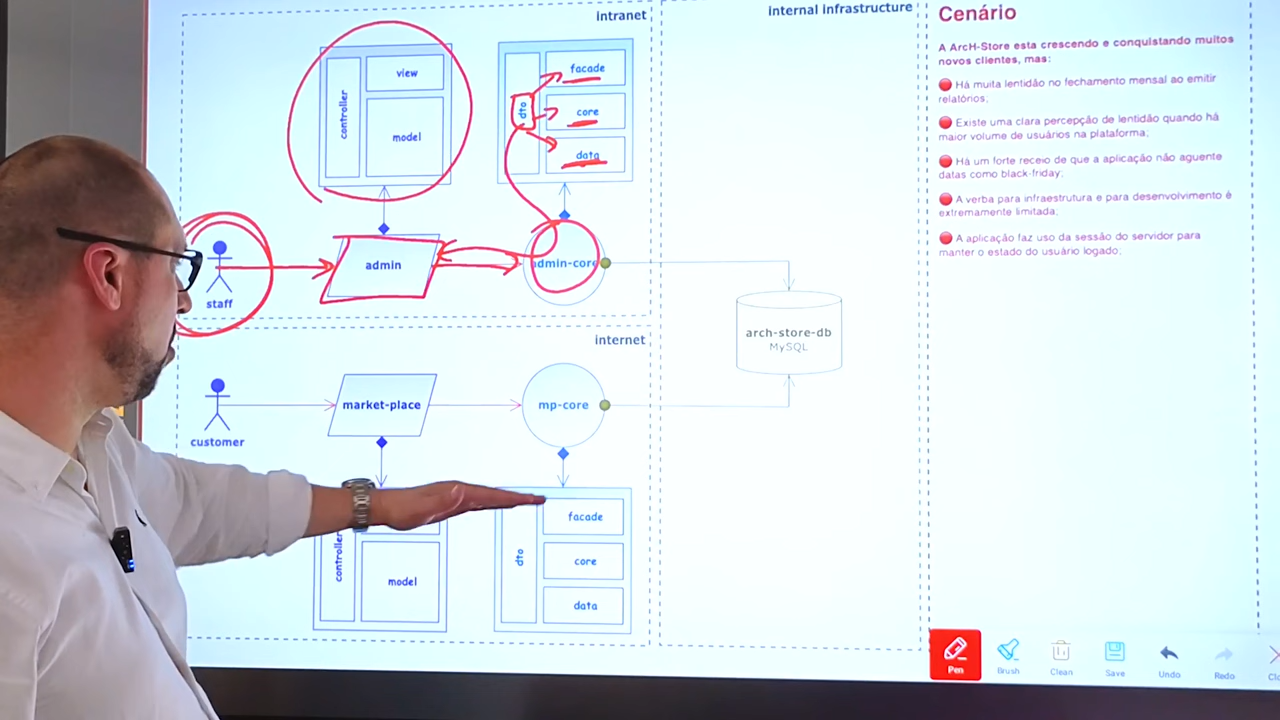 intranet
internal infrastructure
view
controller
model
facade
dto
core
data
staff
admin
admin-core
arch-store-db
MySQL
internet
customer
market-place
mp-core
controller
model
dto
facade
core
data
Cenário
A ArcH-Store esta crescendo e conquistando muitos
novos clientes, mas:
Há muita lentidão no fechamento mensal ao emitir
relatórios;
Existe uma clara percepção de lentidão quando há
maior volume de usuários na plataforma;
Há um forte receio de que a aplicação não aguente
datas como black-friday;
A verba para infraestrutura e para desenvolvimento é
extremamente limitada;
A aplicação faz uso da sessão do servidor para
manter o estado do usuário logado;
Pen
Brush
Clean
Save
Undo
Redo